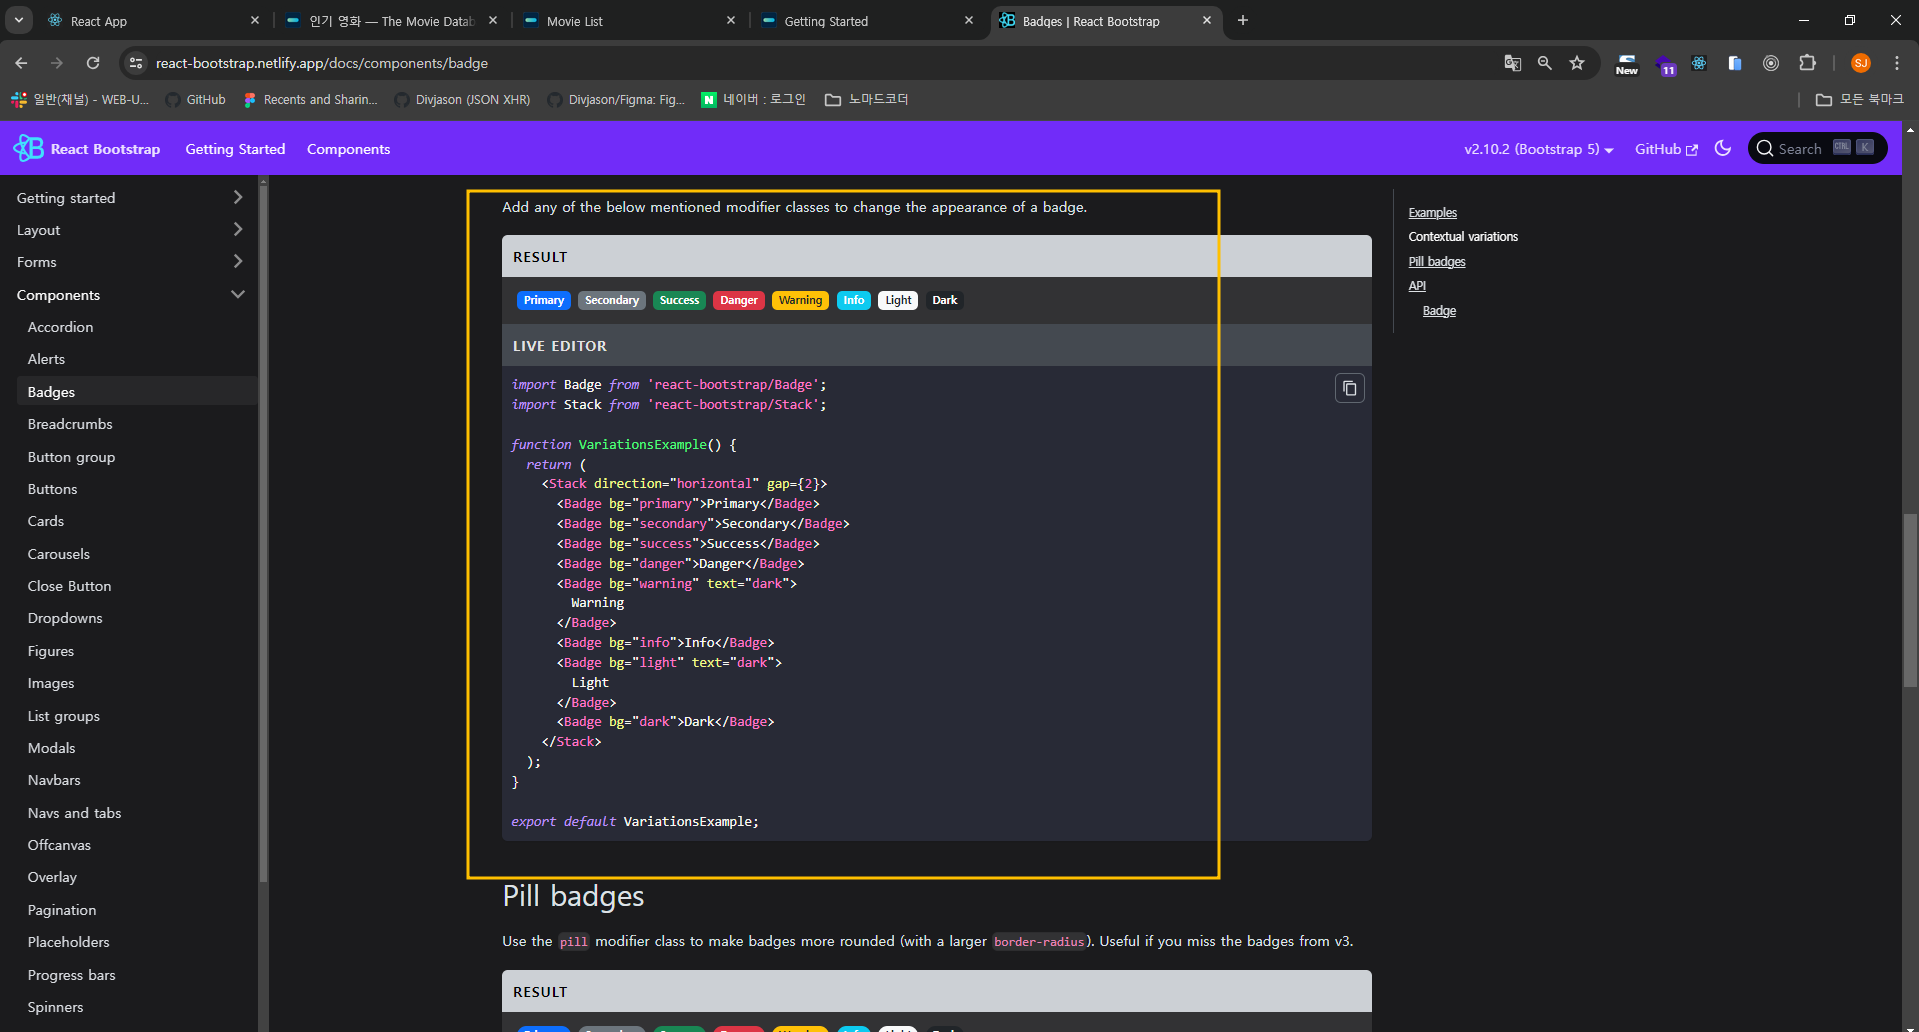 React App
인기 영화 — The Movie Datab
Movie List
Getting Started
Badges | React Bootstrap
react-bootstrap.netlify.app/docs/components/badge
New
11
SJ
일반(채널) - WEB-U...
GitHub
Recents and Sharin...
Divjason (JSON XHR)
Divjason/Figma: Fig...
N 네이버 : 로그인
노마드코더
모든 북마크
React Bootstrap
Getting Started
Components
v2.10.2 (Bootstrap 5)
GitHub
Search
CTRL K
Getting started
Layout
Forms
Components
Accordion
Alerts
Badges
Breadcrumbs
Button group
Buttons
Cards
Carousels
Close Button
Dropdowns
Figures
Images
List groups
Modals
Navbars
Navs and tabs
Offcanvas
Overlay
Pagination
Placeholders
Progress bars
Spinners
Add any of the below mentioned modifier classes to change the appearance of a badge.
RESULT
Primary Secondary Success Danger Warning Info Light Dark
LIVE EDITOR
import Badge from 'react-bootstrap/Badge';
import Stack from 'react-bootstrap/Stack';
function VariationsExample() {
return (
<Stack direction="horizontal" gap={2}>
<Badge bg="primary">Primary</Badge>
<Badge bg="secondary">Secondary</Badge>
<Badge bg="success">Success</Badge>
<Badge bg="danger">Danger</Badge>
<Badge bg="warning" text="dark">
Warning
</Badge>
<Badge bg="info">Info</Badge>
<Badge bg="light" text="dark">
Light
</Badge>
<Badge bg="dark">Dark</Badge>
</Stack>
);
}
export default VariationsExample;
Pill badges
Use the pill modifier class to make badges more rounded (with a larger border-radius). Useful if you miss the badges from v3.
RESULT
Examples
Contextual variations
Pill badges
API
Badge